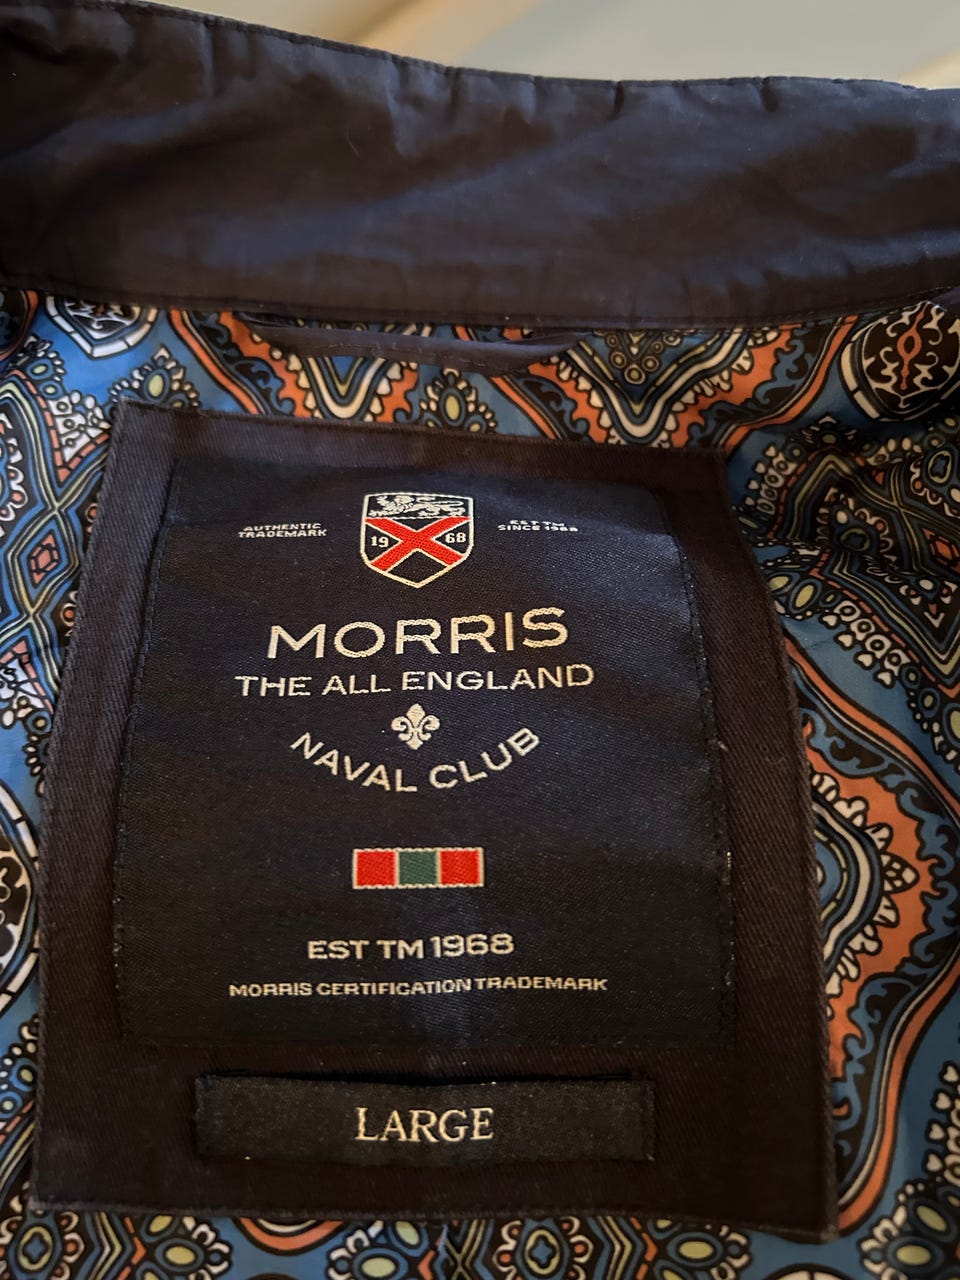 AUTHENTIC
TRADEMARK
19 68
EST TM
SINCE 1968
MORRIS
THE ALL ENGLAND
NAVAL CLUB
EST TM 1968
MORRIS CERTIFICATION TRADEMARK
LARGE